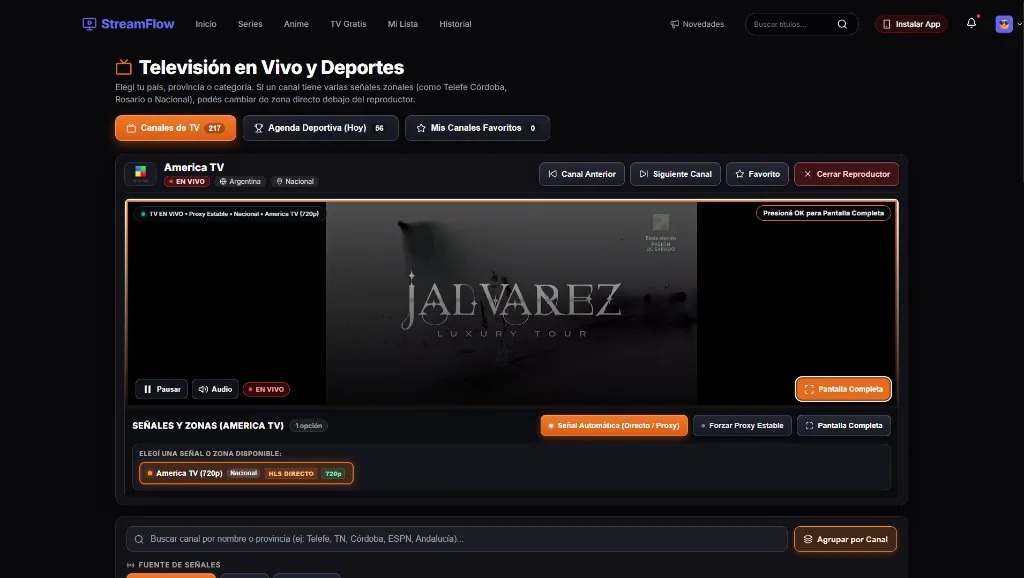 StreamFlow
Inicio
Series
Anime
TV Gratis
Mi Lista
Historial
Novedades
Buscar títulos...
Instalar App
Televisión en Vivo y Deportes
Elegí tu país, provincia o categoría. Si un canal tiene varias señales zonales (como Telefe Córdoba,
Rosario o Nacional), podés cambiar de zona directo debajo del reproductor.
Canales de TV 217
Agenda Deportiva (Hoy) 56
Mis Canales Favoritos 0
America TV
EN VIVO
Argentina
Nacional
Canal Anterior
Siguiente Canal
Favorito
Cerrar Reproductor
TV EN VIVO • Proxy Estable • Nacional • America TV (720p)
Presioná OK para Pantalla Completa
PASIÓN
DE SÁBADO
JALVAREZ
LUXURY TOUR
Pausar
Audio
EN VIVO
Pantalla Completa
SEÑALES Y ZONAS (AMERICA TV) 1 opción
Señal Automática (Directo / Proxy)
Forzar Proxy Estable
Pantalla Completa
ELEGÍ UNA SEÑAL O ZONA DISPONIBLE:
America TV (720p) Nacional HLS DIRECTO 720p
Buscar canal por nombre o provincia (ej: Telefe, TN, Córdoba, ESPN, Andalucía)...
Agrupar por Canal
FUENTE DE SEÑALES